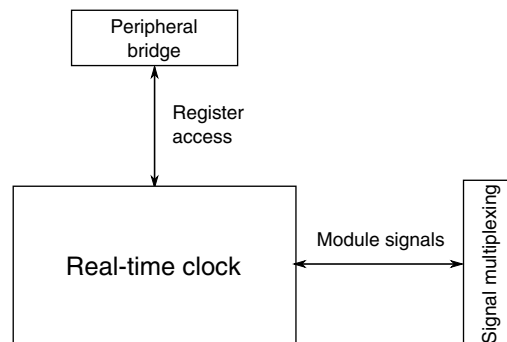 Peripheral
bridge
Register
access
Real-time clock
Module signals
Signal multiplexing